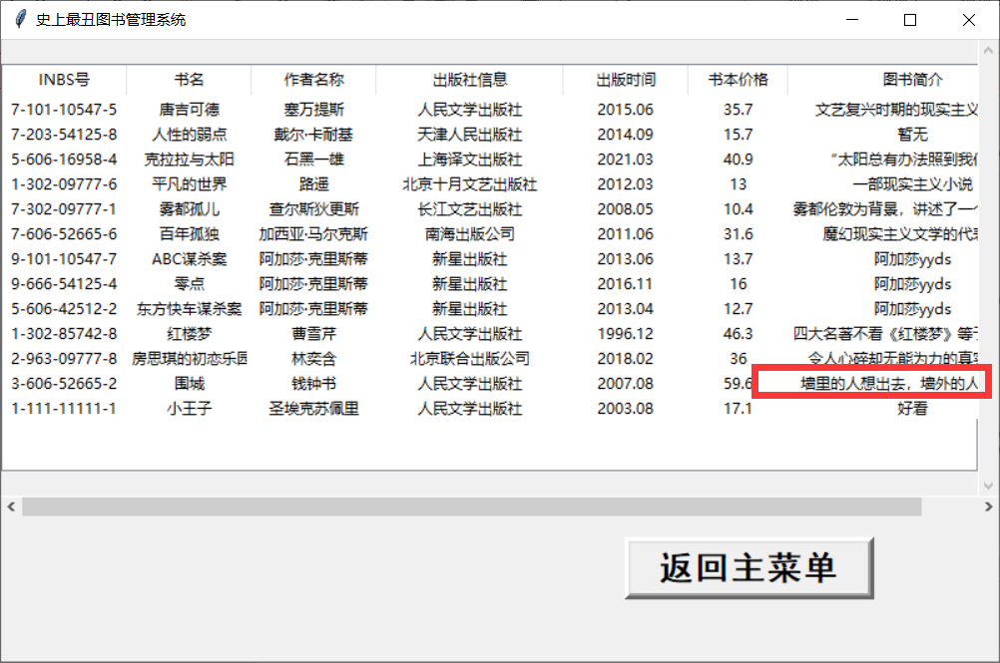 史上最丑图书管理系统
INBS号 书名 作者名称 出版社信息 出版时间 书本价格 图书简介
7-101-10547-5 唐吉可德 塞万提斯 人民文学出版社 2015.06 35.7 文艺复兴时期的现实主义
7-203-54125-8 人性的弱点 戴尔·卡耐基 天津人民出版社 2014.09 15.7 暂无
5-606-16958-4 克拉拉与太阳 石黑一雄 上海译文出版社 2021.03 40.9 “太阳总有办法照到我
1-302-09777-6 平凡的世界 路遥 北京十月文艺出版社 2012.03 13 一部现实主义小说
7-302-09777-1 雾都孤儿 查尔斯狄更斯 长江文艺出版社 2008.05 10.4 雾都伦敦为背景，讲述了一
7-606-52665-6 百年孤独 加西亚·马尔克斯 南海出版公司 2011.06 31.6 魔幻现实主义文学的代
9-101-10547-7 ABC谋杀案 阿加莎·克里斯蒂 新星出版社 2013.06 13.7 阿加莎yyds
9-666-54125-4 零点 阿加莎·克里斯蒂 新星出版社 2016.11 16 阿加莎yyds
5-606-42512-2 东方快车谋杀案 阿加莎·克里斯蒂 新星出版社 2013.04 12.7 阿加莎yyds
1-302-85742-8 红楼梦 曹雪芹 人民文学出版社 1996.12 46.3 四大名著不看《红楼梦》等
2-963-09777-8 房思琪的初恋乐园 林奕含 北京联合出版公司 2018.02 36 令人心碎却无能为力的真
3-606-52665-2 围城 钱钟书 人民文学出版社 2007.08 59.6 墙里的人想出去，墙外的人
1-111-11111-1 小王子 圣埃克苏佩里 人民文学出版社 2003.08 17.1 好看
返回主菜单